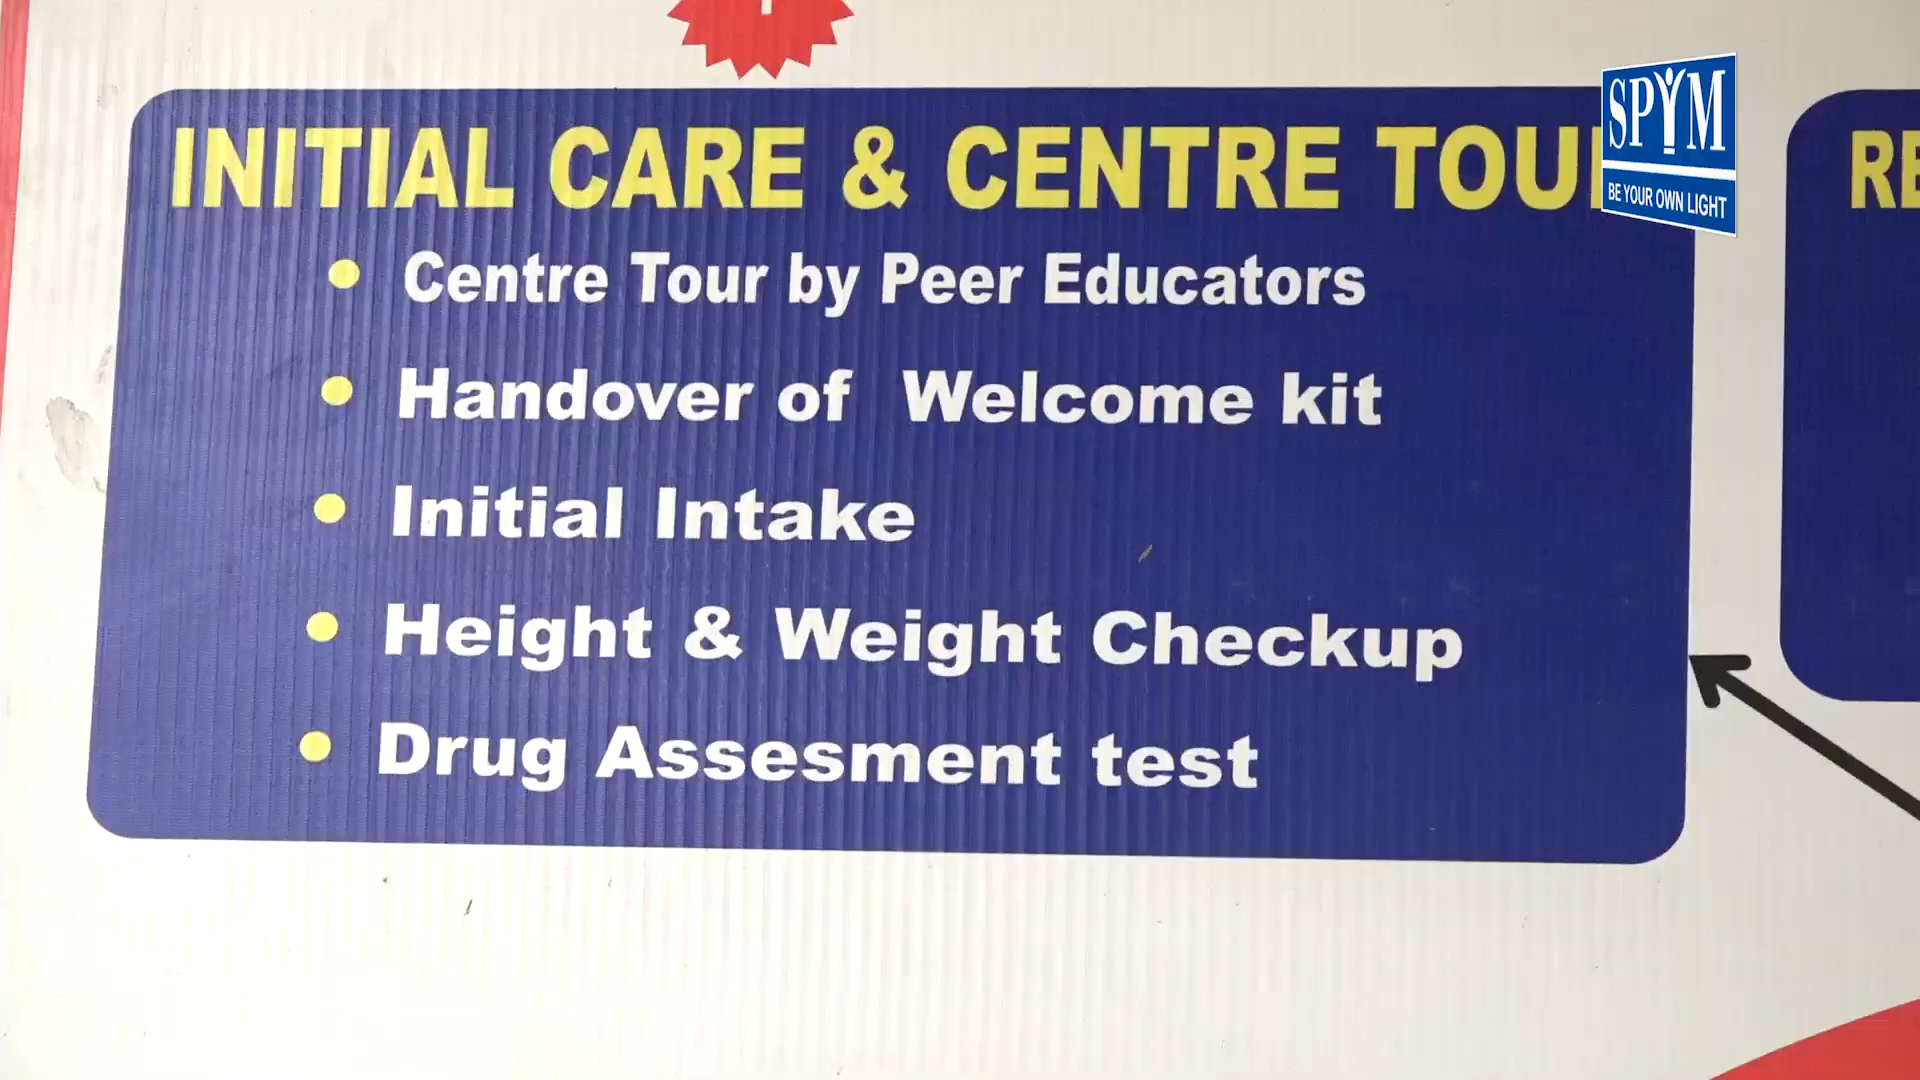 INITIAL CARE & CENTRE TOU
Centre Tour by Peer Educators
Handover of Welcome kit
Initial Intake
Height & Weight Checkup
Drug Assesment test
SPYM
BE YOUR OWN LIGHT
RE